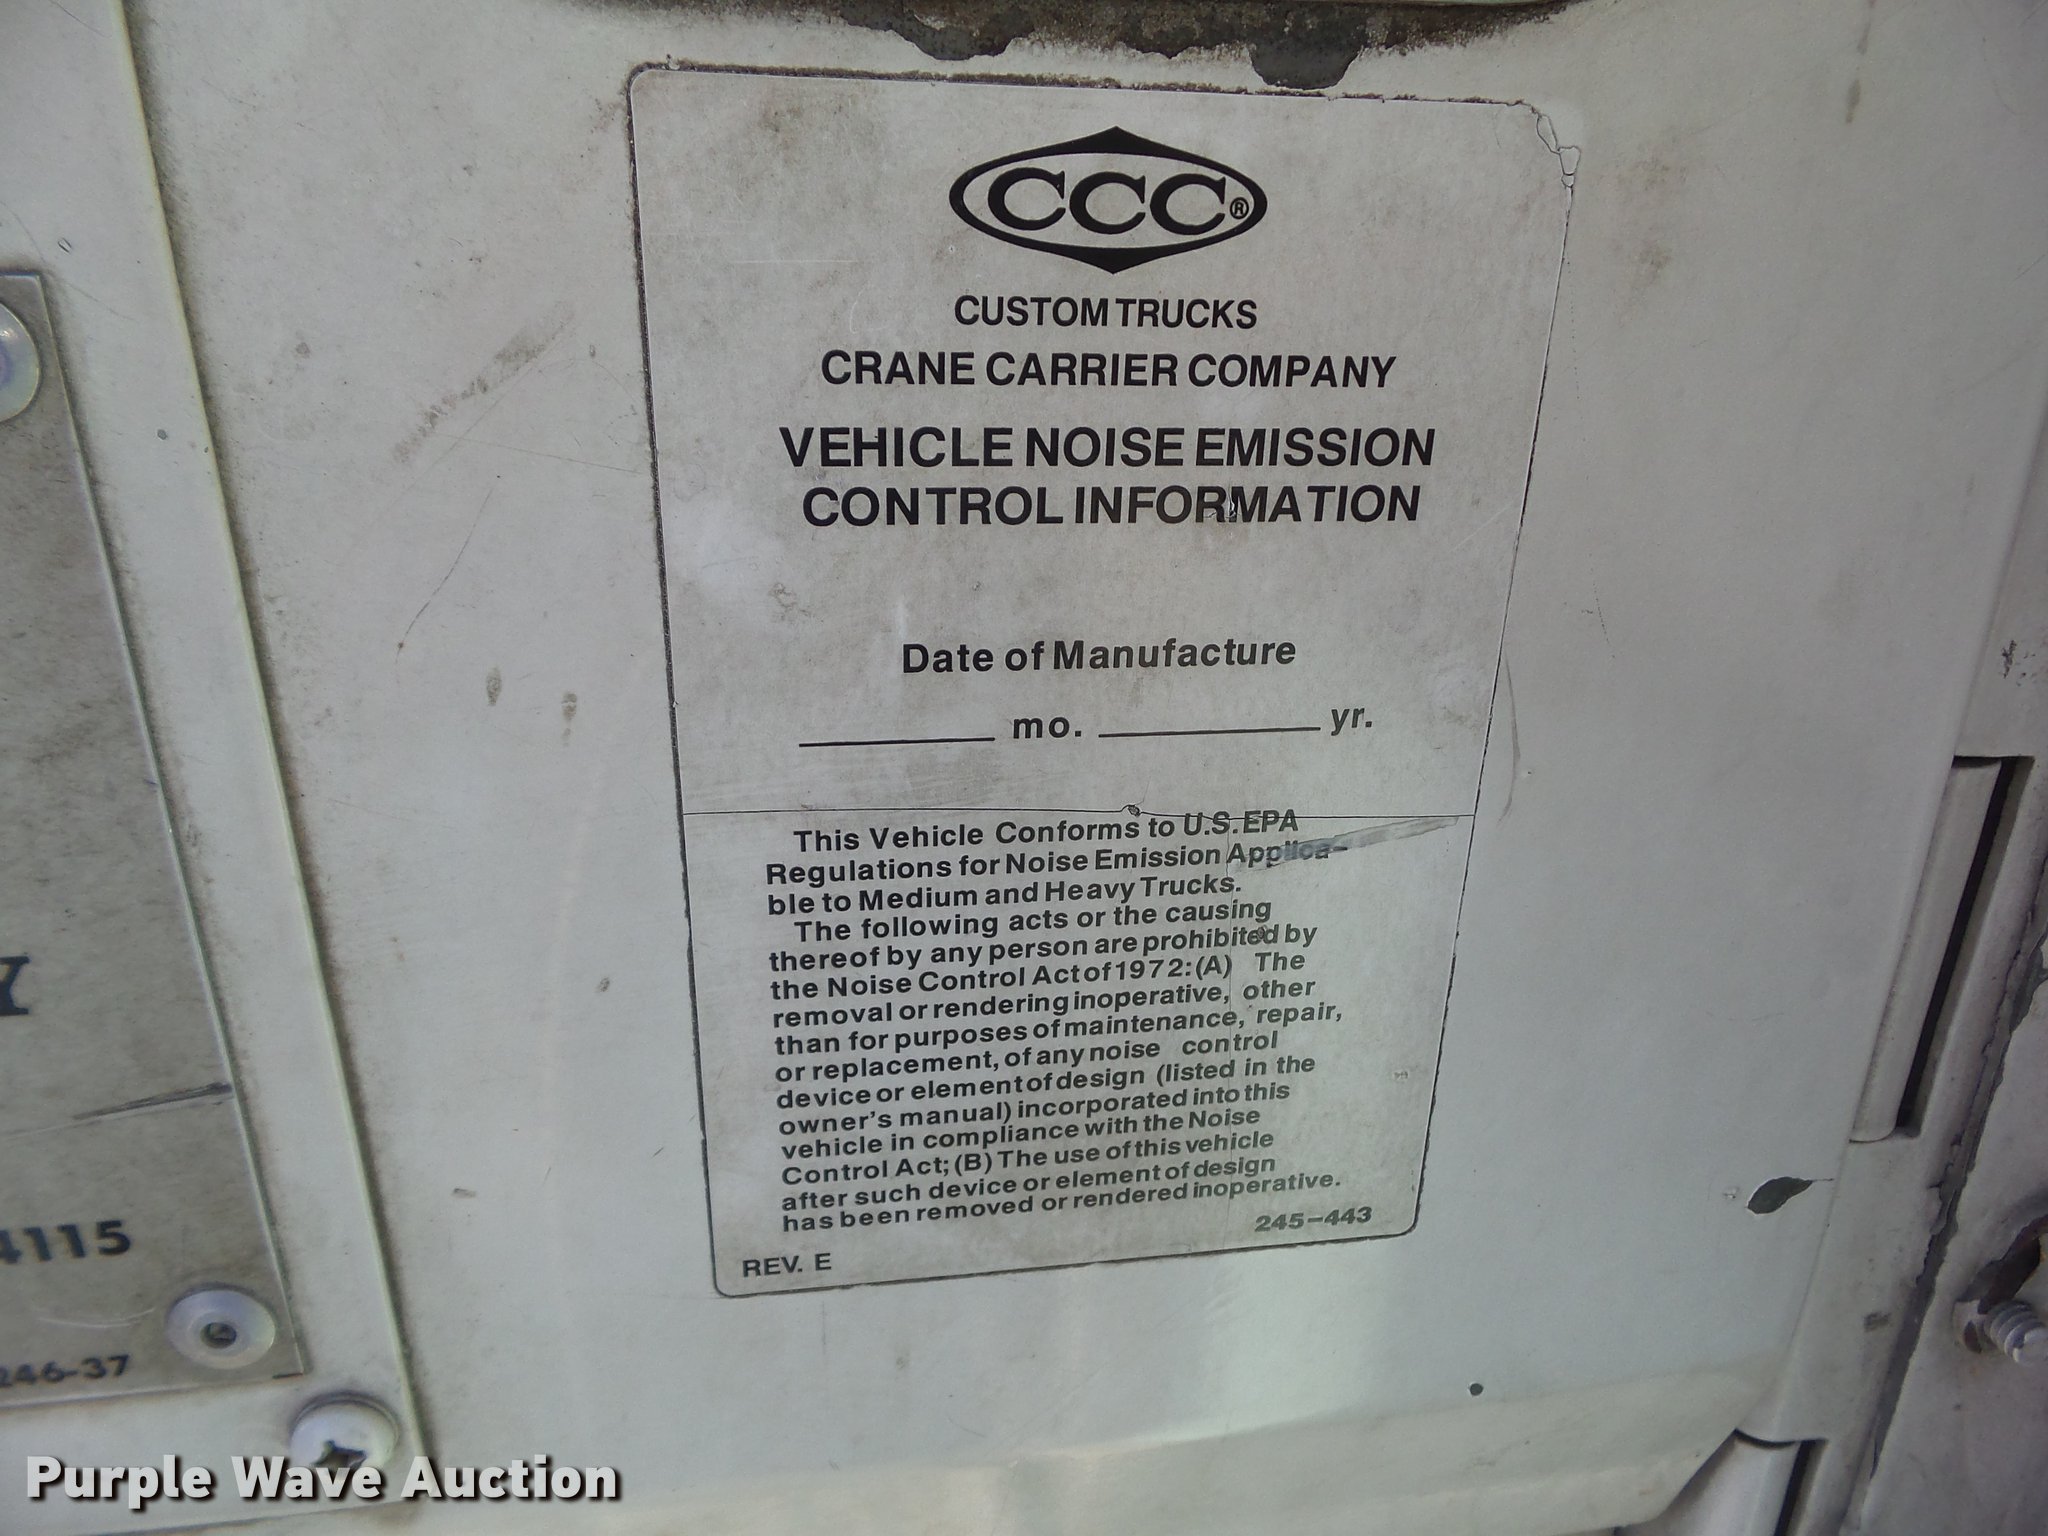 CCC®
CUSTOM TRUCKS
CRANE CARRIER COMPANY
VEHICLE NOISE EMISSION
CONTROL INFORMATION
Date of Manufacture
mo. yr.
This Vehicle Conforms to U.S. EPA
Regulations for Noise Emission Applica-
ble to Medium and Heavy Trucks.
The following acts or the causing
thereof by any person are prohibited by
the Noise Control Act of 1972: (A) The
removal or rendering inoperative, other
than for purposes of maintenance, repair,
or replacement, of any noise control
device or element of design (listed in the
owner's manual) incorporated into this
vehicle in compliance with the Noise
Control Act; (B) The use of this vehicle
after such device or element of design
has been removed or rendered inoperative.
245-443
REV. E
Y
4115
246-37
Purple Wave Auction